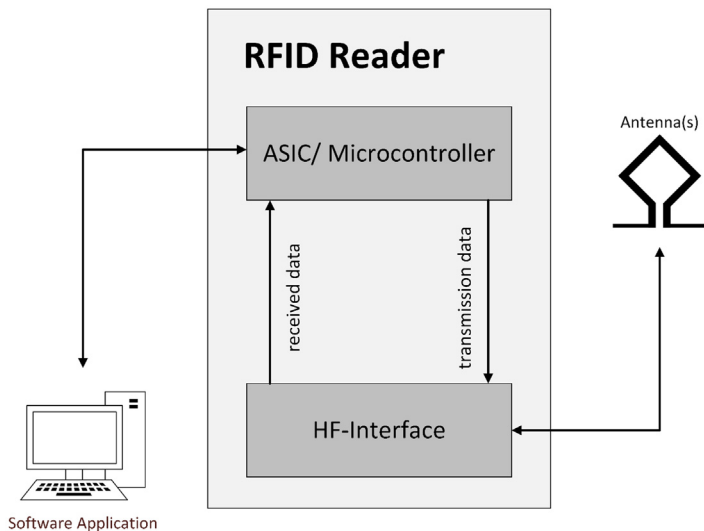 RFID Reader
ASIC/ Microcontroller
Antenna(s)
received data
transmission data
HF-Interface
Software Application